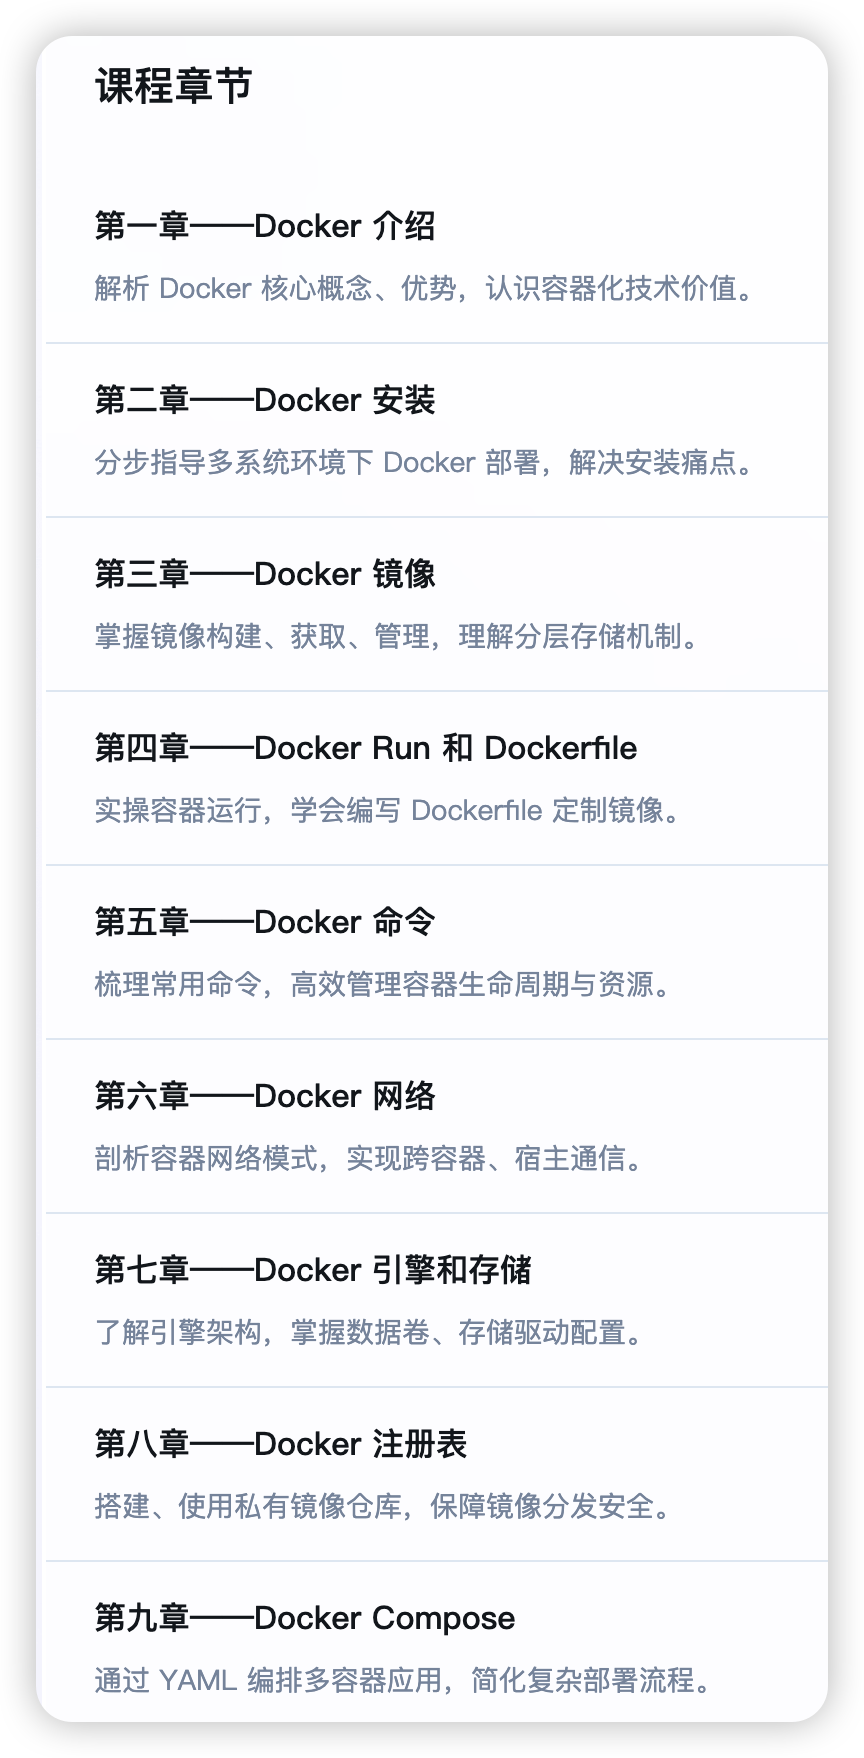 课程章节
第一章——Docker 介绍
解析 Docker 核心概念、优势，认识容器化技术价值。
第二章——Docker 安装
分步指导多系统环境下 Docker 部署，解决安装痛点。
第三章——Docker 镜像
掌握镜像构建、获取、管理，理解分层存储机制。
第四章——Docker Run 和 Dockerfile
实操容器运行，学会编写 Dockerfile 定制镜像。
第五章——Docker 命令
梳理常用命令，高效管理容器生命周期与资源。
第六章——Docker 网络
剖析容器网络模式，实现跨容器、宿主通信。
第七章——Docker 引擎和存储
了解引擎架构，掌握数据卷、存储驱动配置。
第八章——Docker 注册表
搭建、使用私有镜像仓库，保障镜像分发安全。
第九章——Docker Compose
通过 YAML 编排多容器应用，简化复杂部署流程。